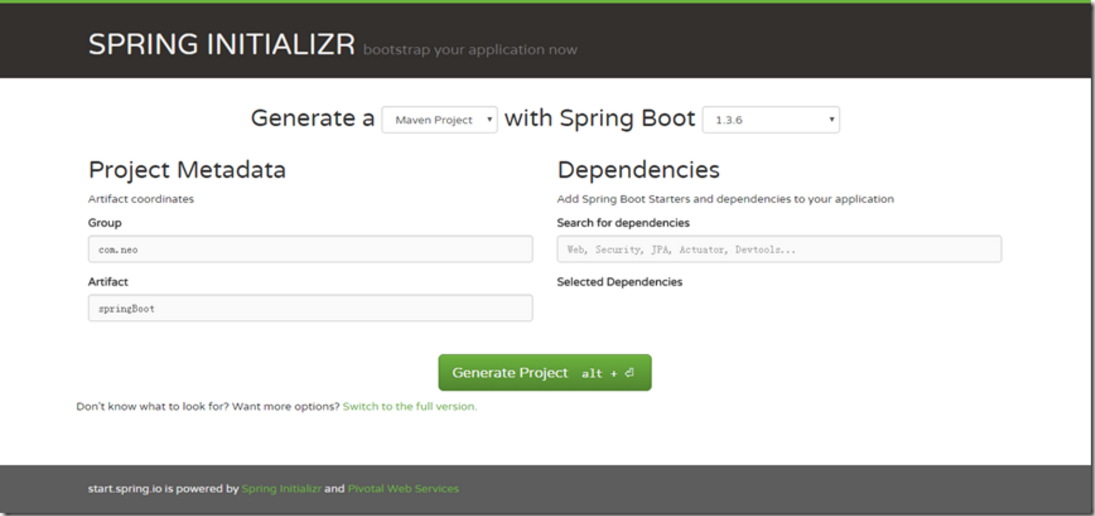 SPRING INITIALIZR bootstrap your application now
Generate a Maven Project with Spring Boot 1.3.6
Project Metadata
Artifact coordinates
Group
com.neo
Artifact
springBoot
Dependencies
Add Spring Boot Starters and dependencies to your application
Search for dependencies
Web, Security, JPA, Actuator, Devtools...
Selected Dependencies
Generate Project alt + ⏎
Don't know what to look for? Want more options? Switch to the full version.
start.spring.io is powered by Spring Initializr and Pivotal Web Services